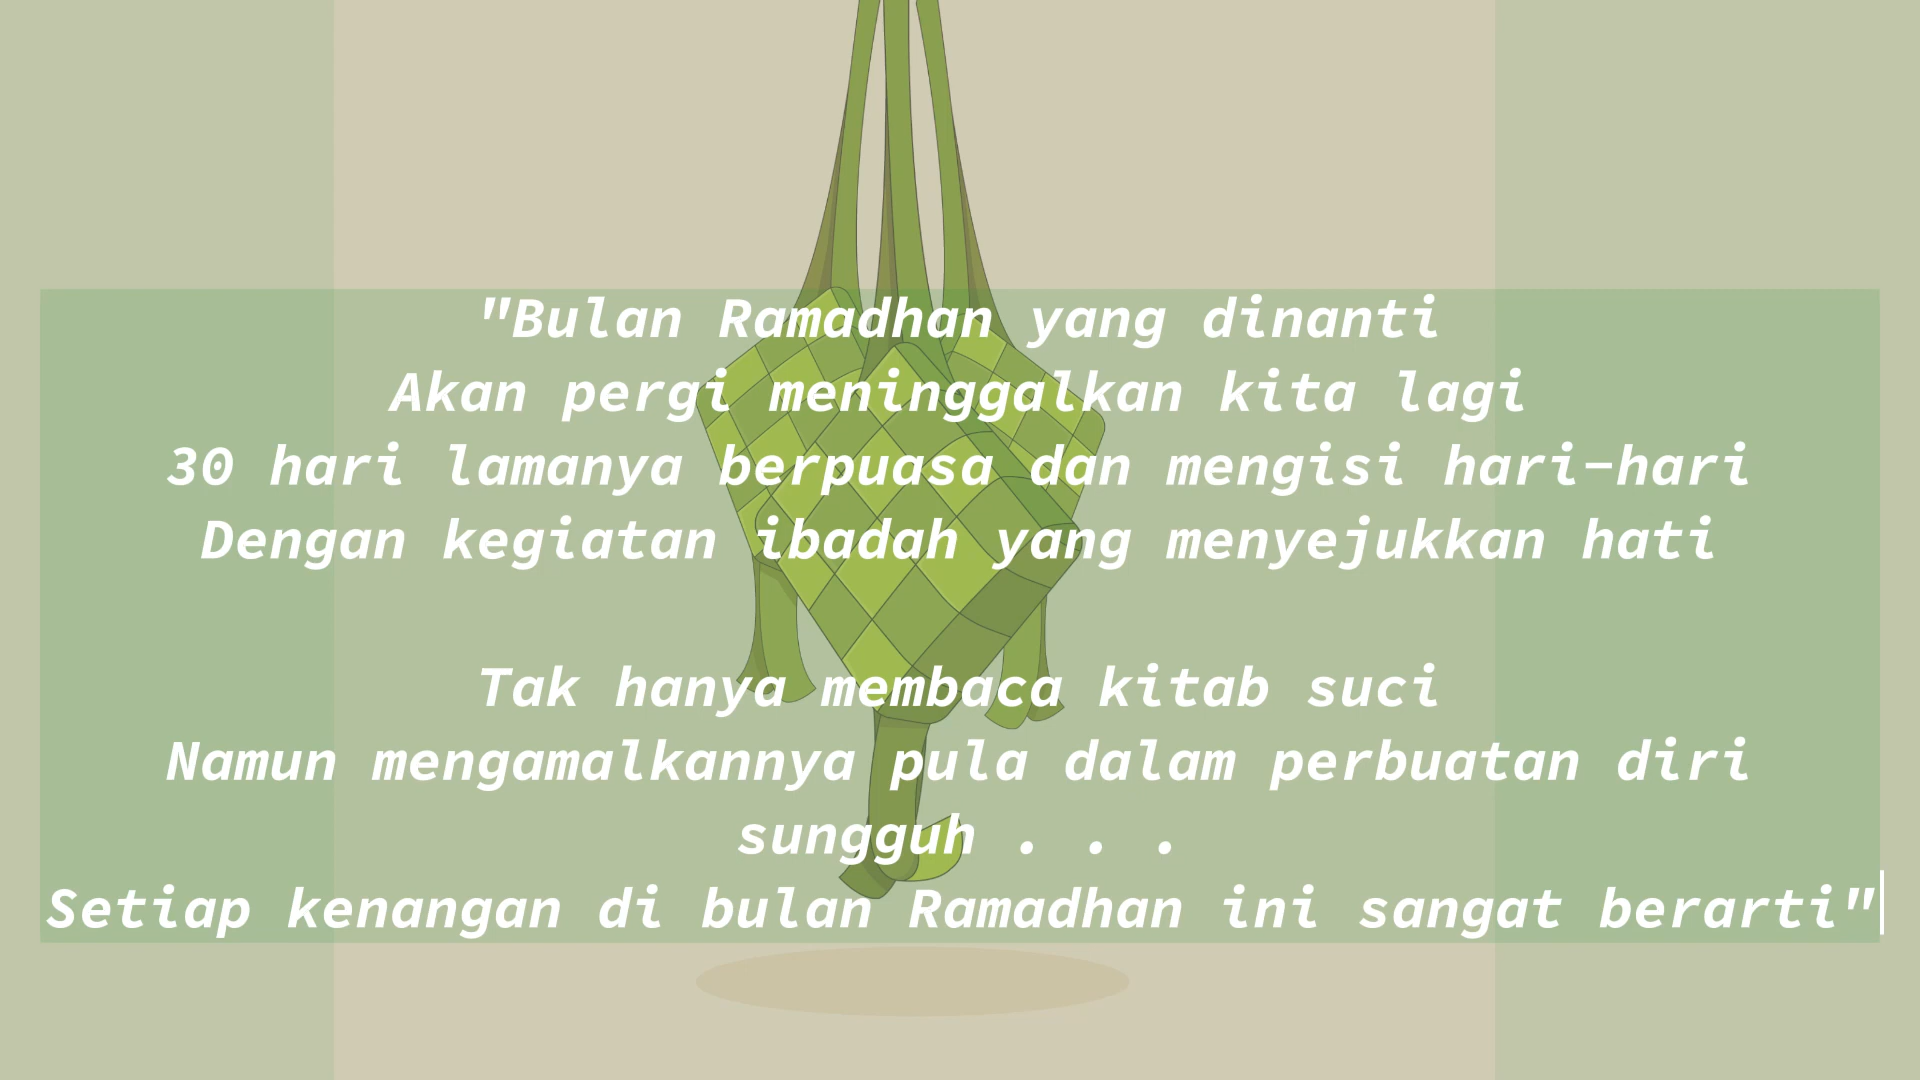 "Bulan Ramadhan yang dinanti
Akan pergi meninggalkan kita lagi
30 hari lamanya berpuasa dan mengisi hari-hari
Dengan kegiatan ibadah yang menyejukkan hati
Tak hanya membaca kitab suci
Namun mengamalkannya pula dalam perbuatan diri
sungguh . . .
Setiap kenangan di bulan Ramadhan ini sangat berarti"